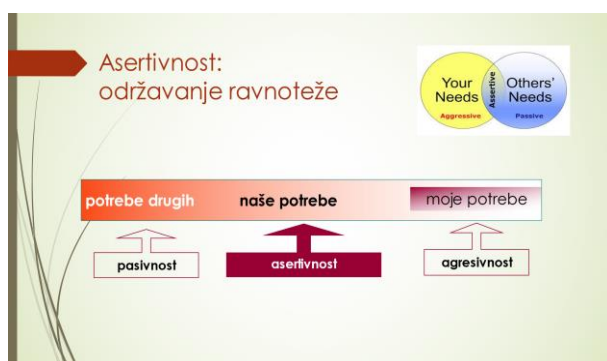 Asertivnost:
održavanje ravnoteže
Your
Needs
Aggressive
Assertive
Others'
Needs
Passive
potrebe drugih
naše potrebe
moje potrebe
pasivnost
asertivnost
agresivnost